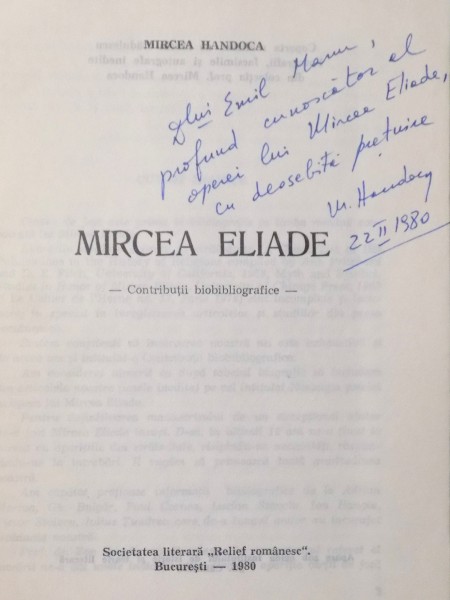 MIRCEA HANDOCA
Dlui Emil Manu,
profund cunoscător al
operei lui Mircea Eliade,
cu deosebită prețuire
M. Handoca
22 II 1980
MIRCEA ELIADE
— Contribuții biobibliografice —
Societatea literară „Relief românesc".
București — 1980